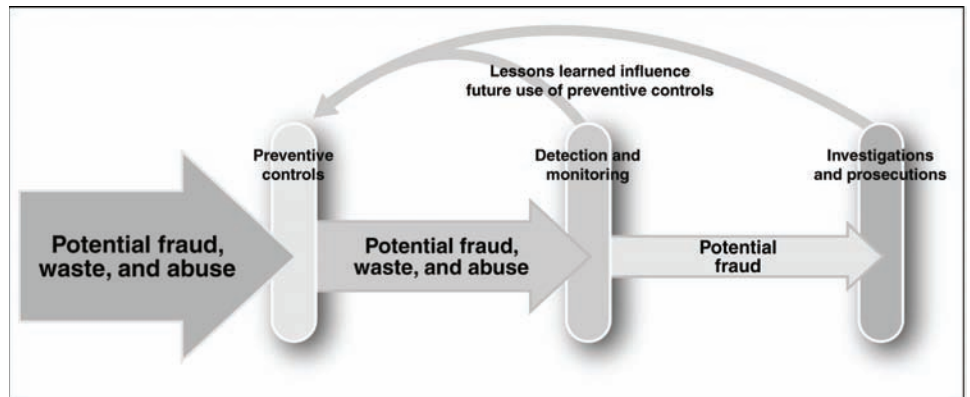 Lessons learned influence
future use of preventive controls
Preventive
controls
Detection and
monitoring
Investigations
and prosecutions
Potential fraud,
waste, and abuse
Potential fraud,
waste, and abuse
Potential
fraud